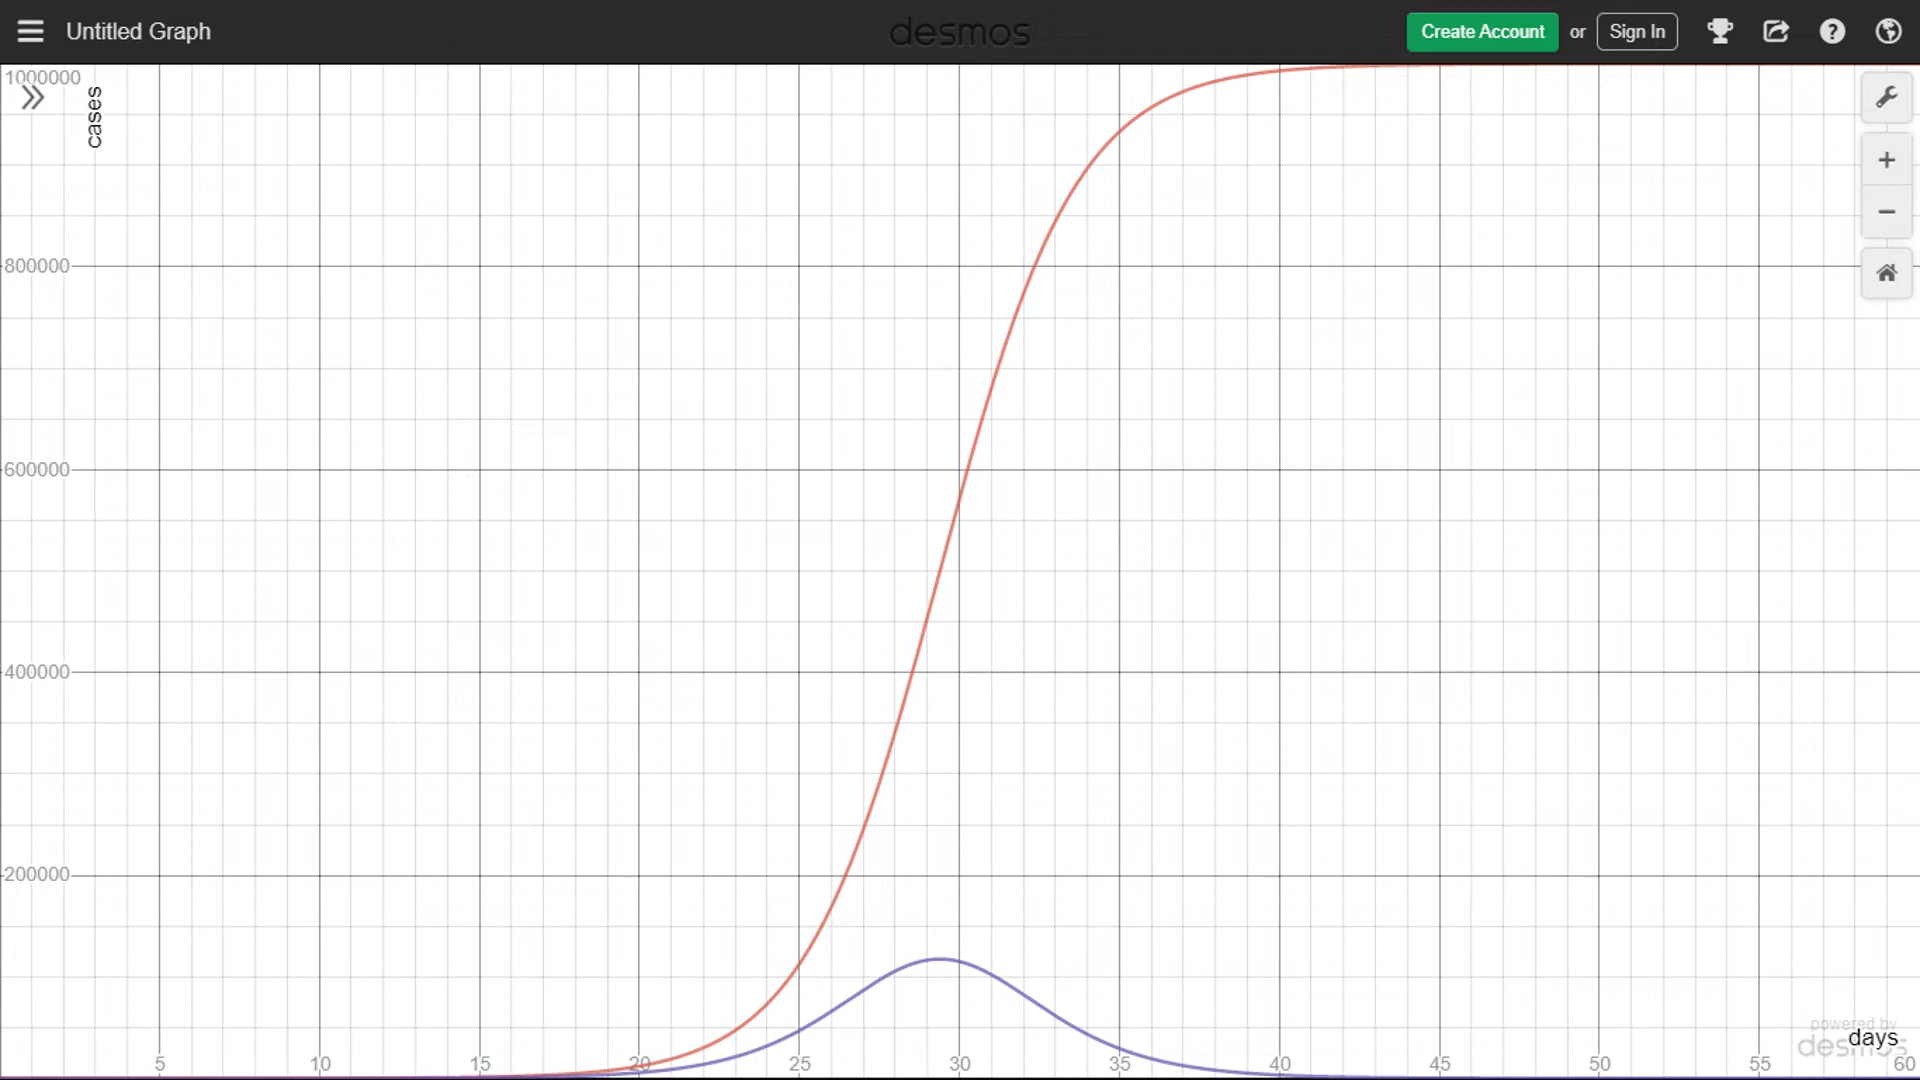 Untitled Graph
desmos
Create Account or Sign In
1000000
cases
800000
600000
400000
200000
powered by
desmos
days
5 10 15 20 25 30 35 40 45 50 55 60